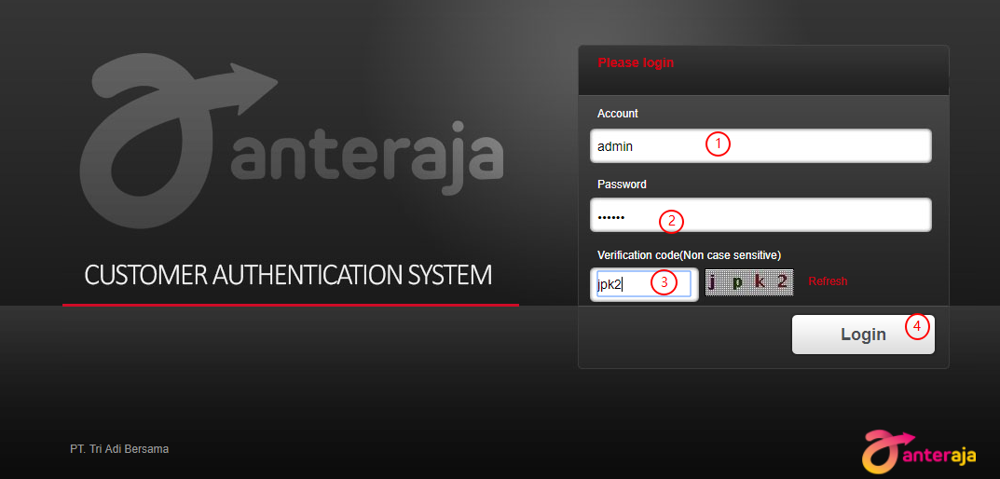 anteraja
CUSTOMER AUTHENTICATION SYSTEM
Please login
Account
admin 1
Password
•••••• 2
Verification code(Non case sensitive)
jpk2 3 j p k 2 Refresh
Login 4
PT. Tri Adi Bersama
anteraja